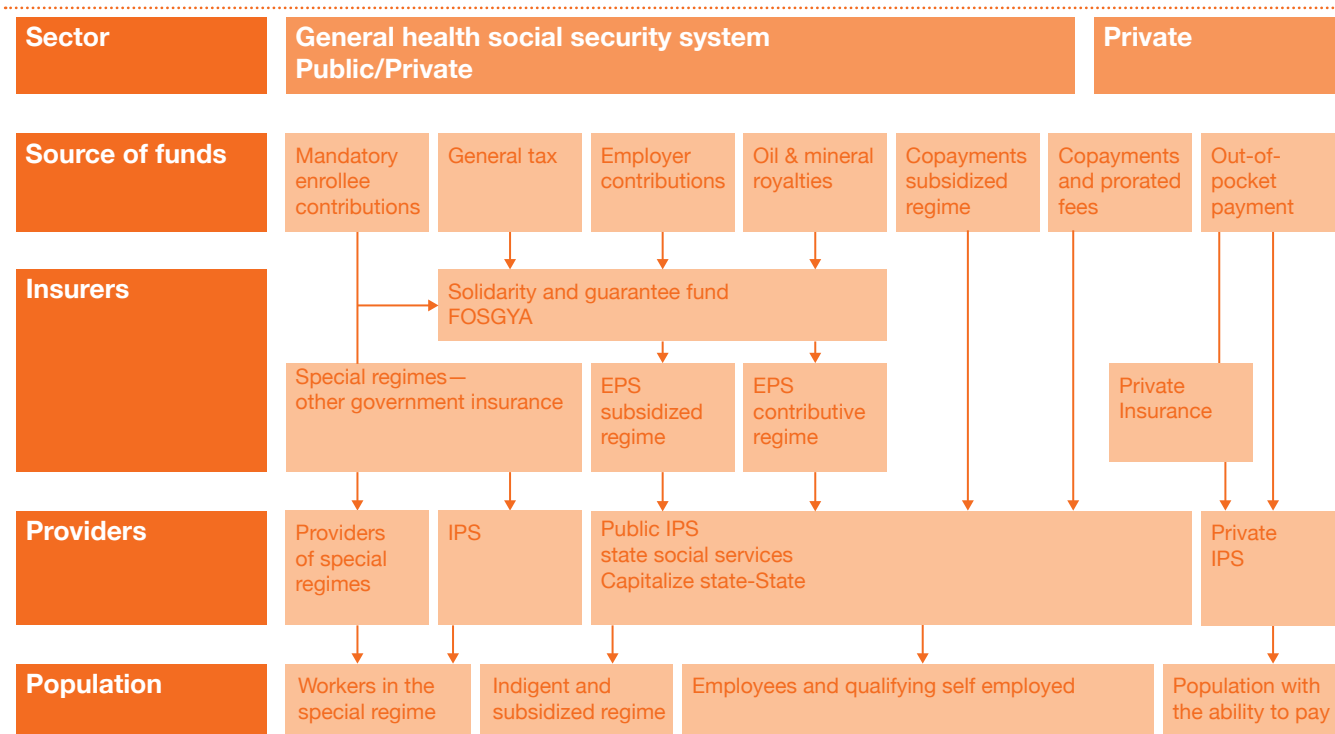 Sector
General health social security system
Public/Private
Private
Source of funds
Mandatory
enrollee
contributions
General tax
Employer
contributions
Oil & mineral
royalties
Copayments
subsidized
regime
Copayments
and prorated
fees
Out-of-
pocket
payment
Insurers
Solidarity and guarantee fund
FOSGYA
Special regimes—
other government insurance
EPS
subsidized
regime
EPS
contributive
regime
Private
Insurance
Providers
Providers
of special
regimes
IPS
Public IPS
state social services
Capitalize state-State
Private
IPS
Population
Workers in the
special regime
Indigent and
subsidized regime
Employees and qualifying self employed
Population with
the ability to pay